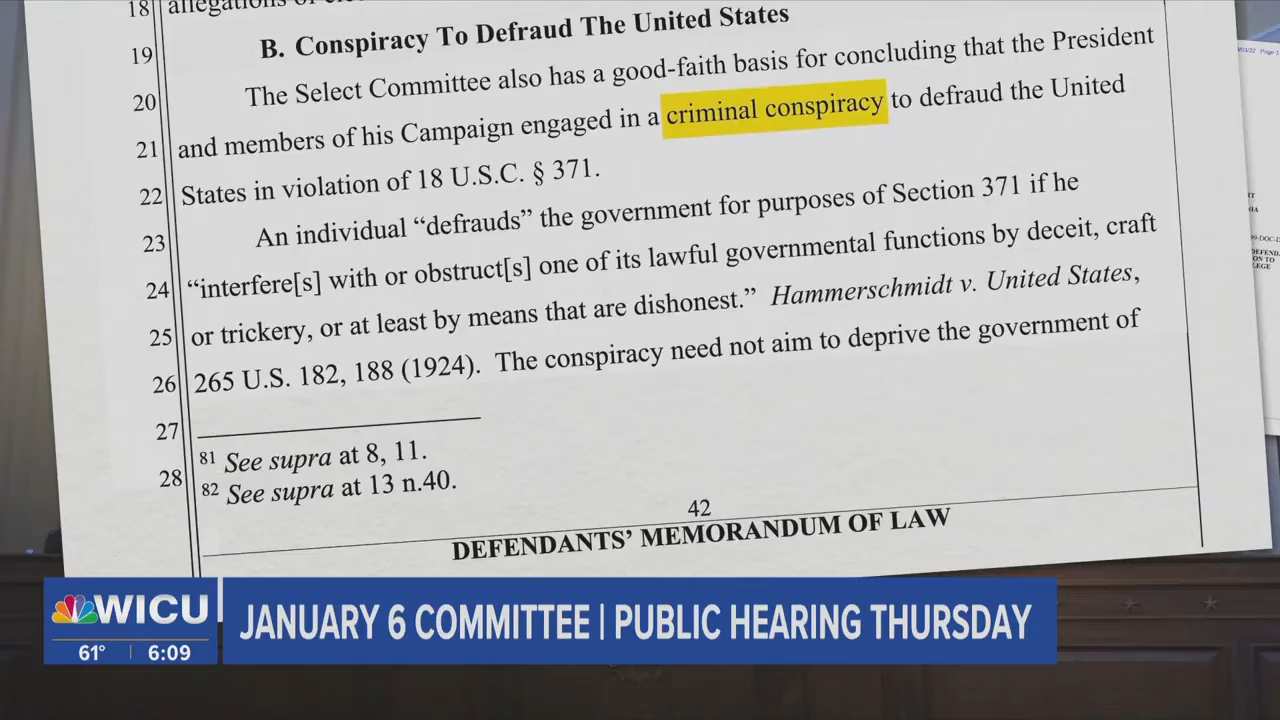 18 allegations of
19 B. Conspiracy To Defraud The United States
20 The Select Committee also has a good-faith basis for concluding that the President
21 and members of his Campaign engaged in a criminal conspiracy to defraud the United
22 States in violation of 18 U.S.C. § 371.
23 An individual “defrauds” the government for purposes of Section 371 if he
24 “interfere[s] with or obstruct[s] one of its lawful governmental functions by deceit, craft
25 or trickery, or at least by means that are dishonest.” Hammerschmidt v. United States,
26 265 U.S. 182, 188 (1924). The conspiracy need not aim to deprive the government of
27
28 81 See supra at 8, 11.
82 See supra at 13 n.40.
42
DEFENDANTS’ MEMORANDUM OF LAW
WICU
61° | 6:09
JANUARY 6 COMMITTEE | PUBLIC HEARING THURSDAY